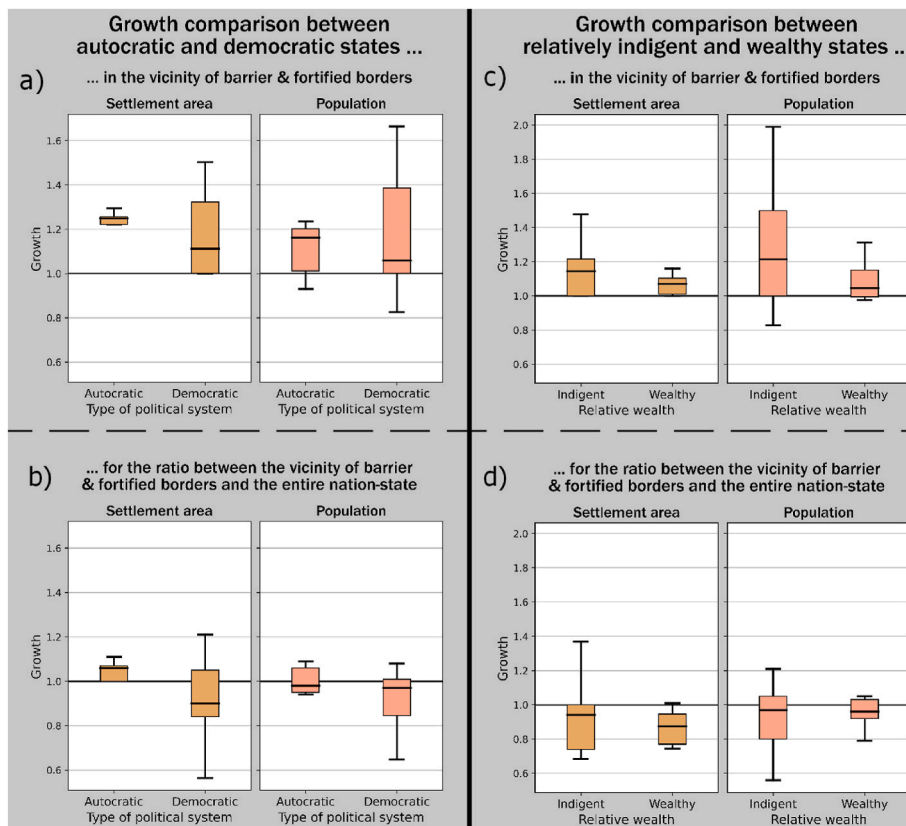 Growth comparison between
autocratic and democratic states ...
a)
... in the vicinity of barrier & fortified borders
Settlement area
Population
1.6
1.4
1.2
1.0
0.8
0.6
Growth
Autocratic
Democratic
Type of political system
Autocratic
Democratic
Type of political system
b)
... for the ratio between the vicinity of barrier
& fortified borders and the entire nation-state
Settlement area
Population
1.6
1.4
1.2
1.0
0.8
0.6
Growth
Autocratic
Democratic
Type of political system
Autocratic
Democratic
Type of political system
Growth comparison between
relatively indigent and wealthy states ..
c)
... in the vicinity of barrier & fortified borders
Settlement area
Population
2.0
1.8
1.6
1.4
1.2
1.0
0.8
0.6
Growth
Indigent
Wealthy
Relative wealth
Indigent
Wealthy
Relative wealth
d)
... for the ratio between the vicinity of barrier
& fortified borders and the entire nation-state
Settlement area
Population
2.0
1.8
1.6
1.4
1.2
1.0
0.8
0.6
Growth
Indigent
Wealthy
Relative wealth
Indigent
Wealthy
Relative wealth